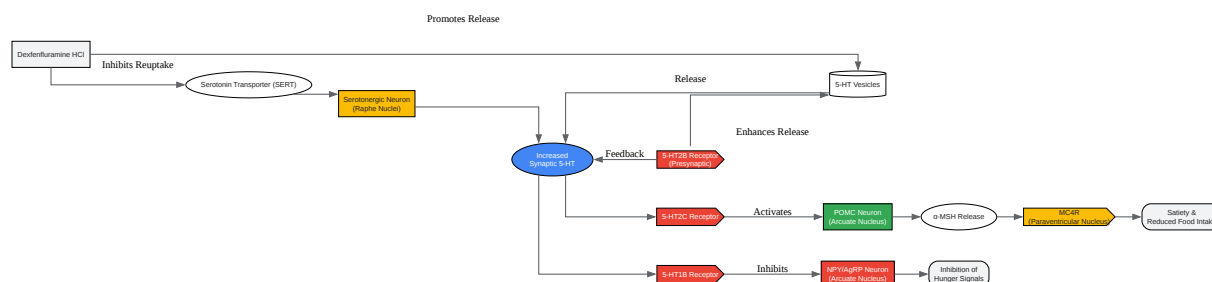 Promotes Release
Dexfenfluramine HCl
Inhibits Reuptake
Serotonin Transporter (SERT)
Release
5-HT Vesicles
Serotonergic Neuron
(Raphe Nuclei)
Enhances Release
Increased
Synaptic 5-HT
Feedback
5-HT2B Receptor
(Presynaptic)
5-HT2C Receptor
Activates
POMC Neuron
(Arcuate Nucleus)
α-MSH Release
MC4R
(Paraventricular Nucleus)
Satiety &
Reduced Food Intak
5-HT1B Receptor
Inhibits
NPY/AgRP Neuron
(Arcuate Nucleus)
Inhibition of
Hunger Signals